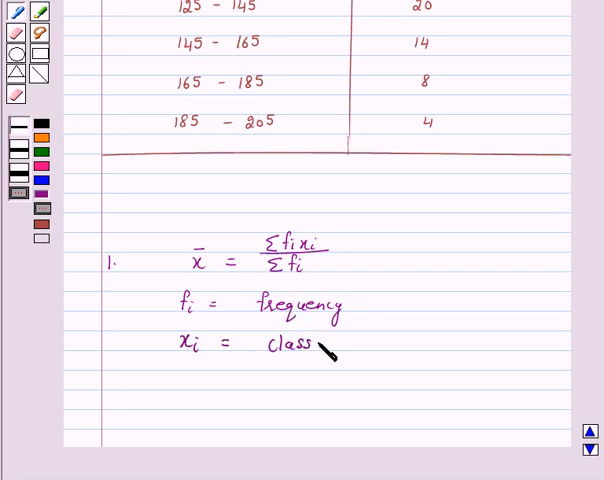 125 - 145 20
145 - 165 14
165 - 185 8
185 - 205 4
1. x̄ = Σfixi / Σfi
fi = frequency
xi = class